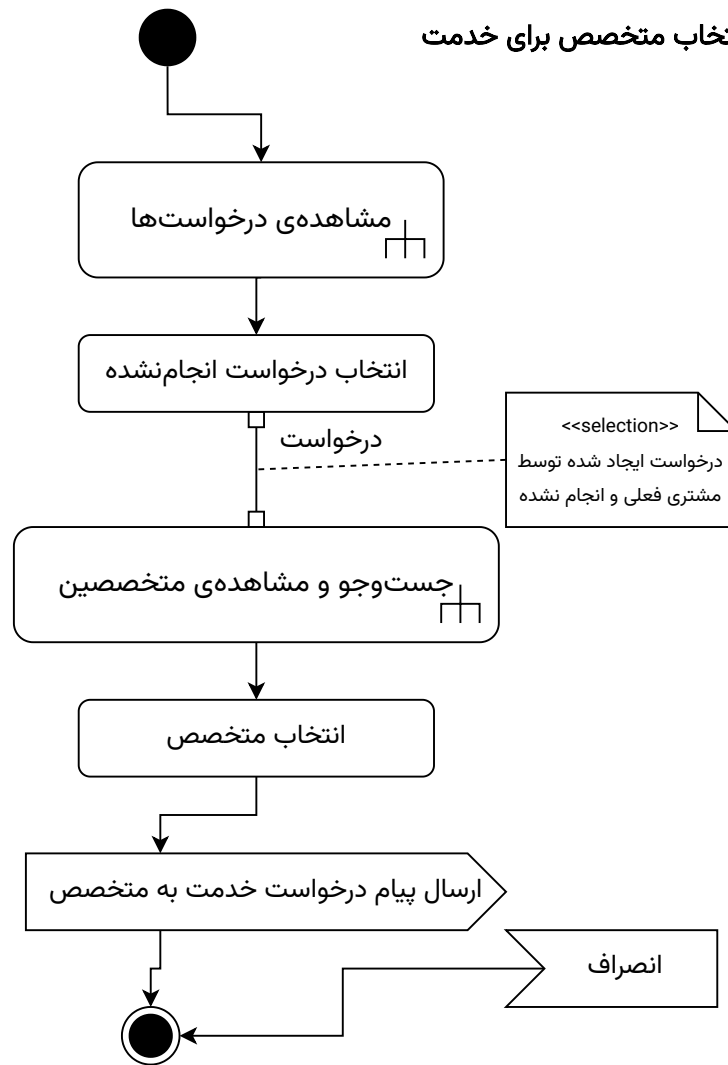 متخصص برای خدمت
مشاهده‌ی درخواست‌ها
انتخاب درخواست انجام‌نشده
درخواست
<<selection>>
درخواست ایجاد شده توسط
مشتری فعلی و انجام نشده
جست‌وجو و مشاهده‌ی متخصصین
انتخاب متخصص
ارسال پیام درخواست خدمت به متخصص
انصراف